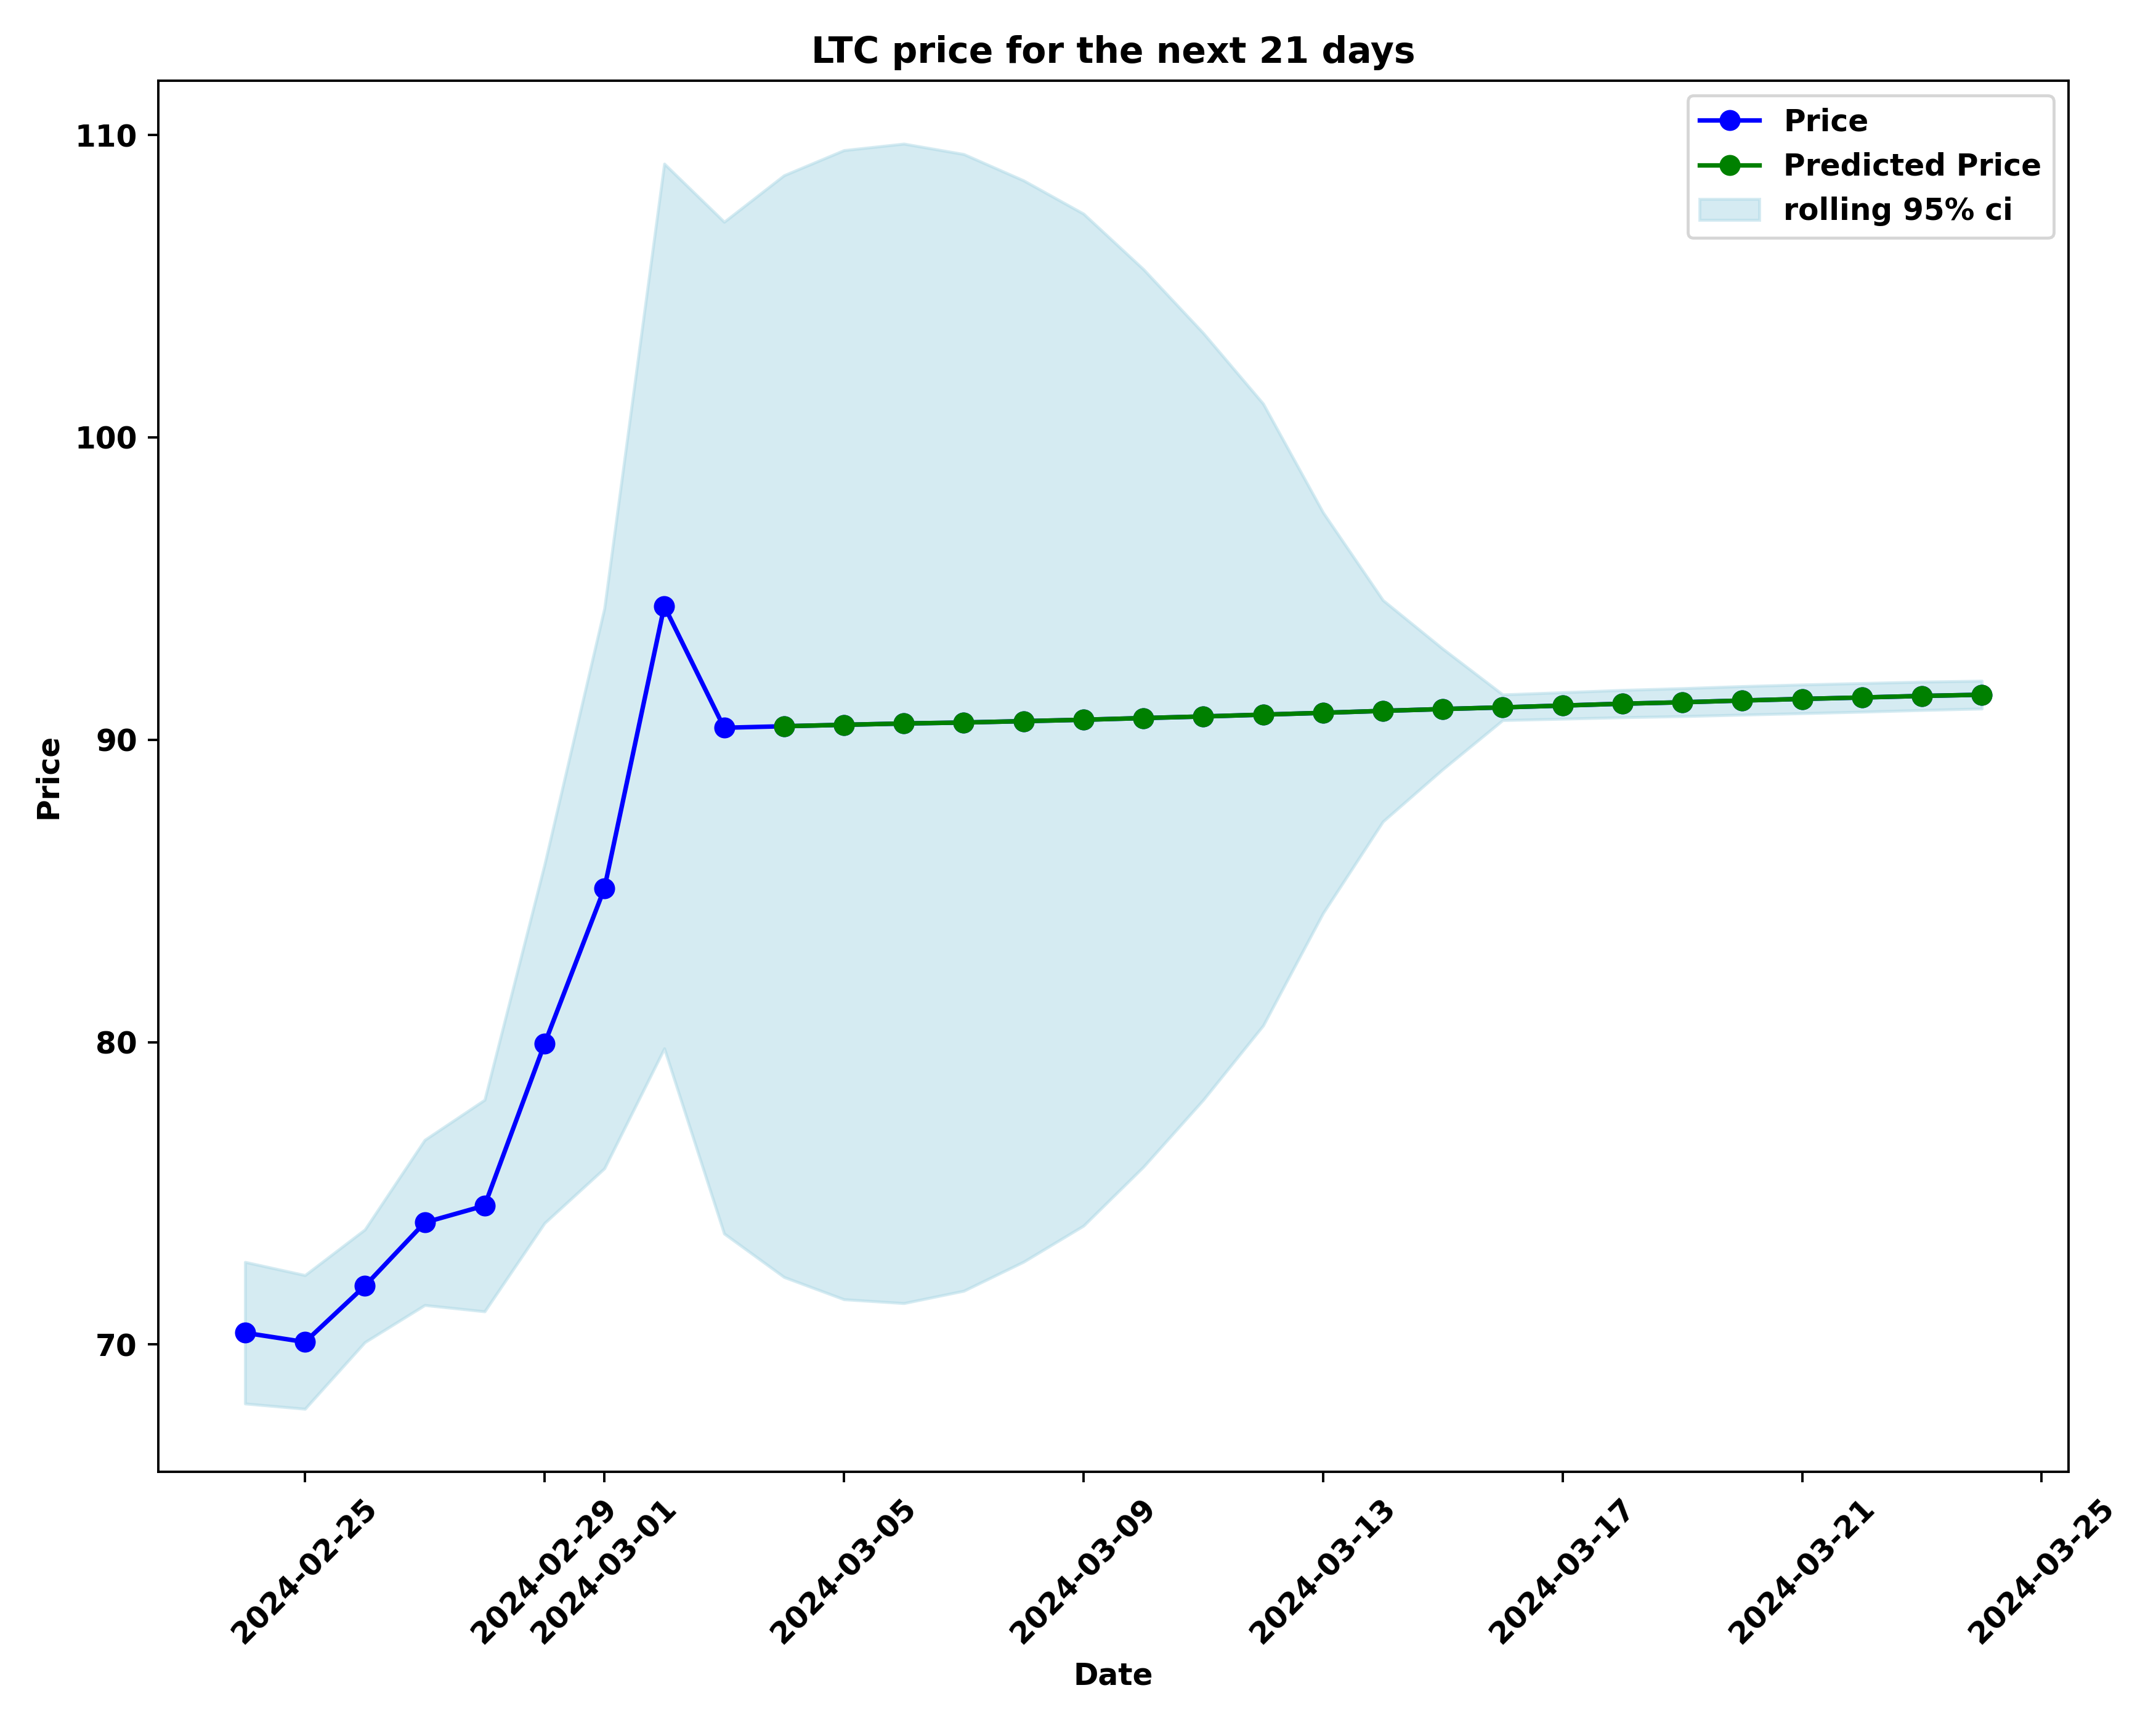 LTC price for the next 21 days
Price
Predicted Price
rolling 95% ci
110
100
90
80
70
Price
2024-02-25
2024-02-29
2024-03-01
2024-03-05
2024-03-09
2024-03-13
2024-03-17
2024-03-21
2024-03-25
Date